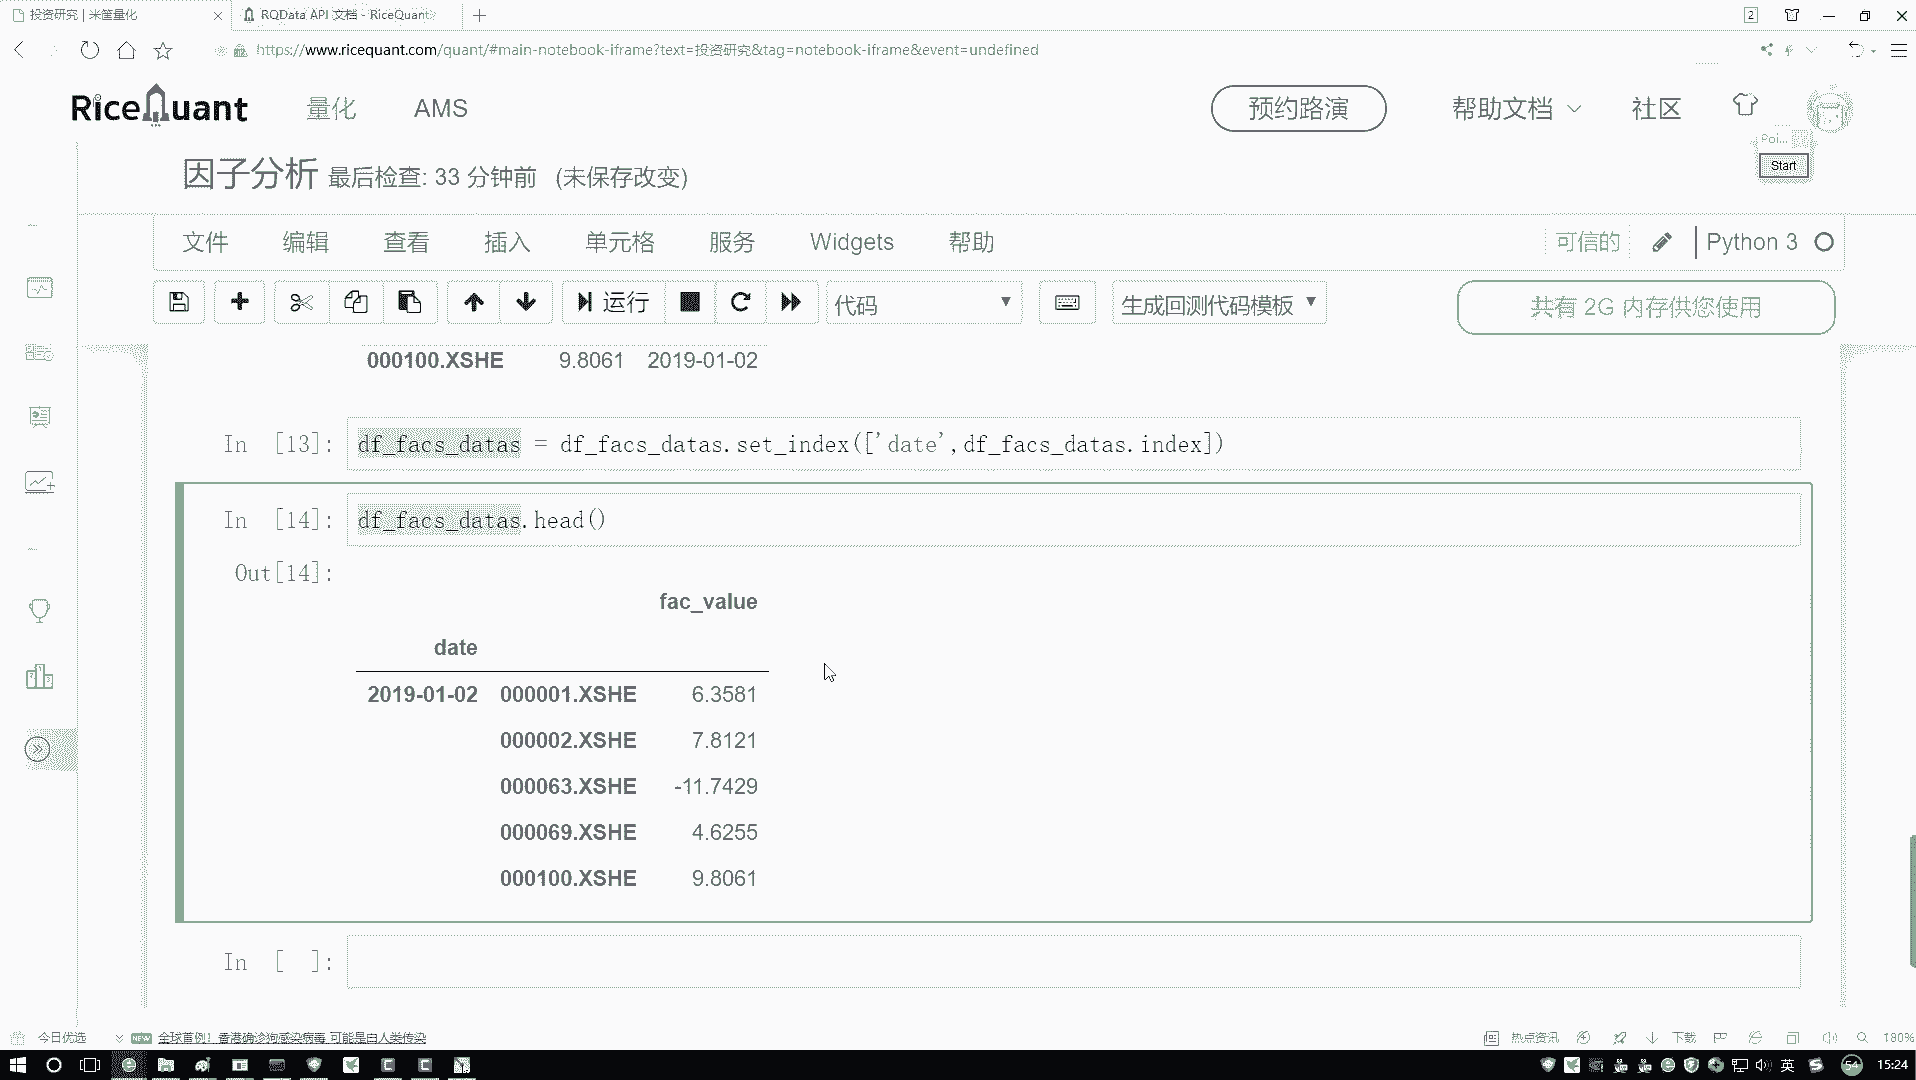 投资研究 | 米筐量化
RQData API 文档 - RiceQuant
2
https://www.ricequant.com/quant/#main-notebook-iframe?text=投资研究&tag=notebook-iframe&event=undefined
RiceQuant 量化 AMS 预约路演 帮助文档 社区
Poi...
Start
因子分析 最后检查: 33 分钟前 (未保存改变)
文件 编辑 查看 插入 单元格 服务 Widgets 帮助 可信的 Python 3
运行 代码 生成回测代码模板 共有 2G 内存供您使用
000100.XSHE 9.8061 2019-01-02
In [13]: df_facs_datas = df_facs_datas.set_index(['date',df_facs_datas.index])
In [14]: df_facs_datas.head()
Out[14]:
fac_value
date
2019-01-02 000001.XSHE 6.3581
000002.XSHE 7.8121
000063.XSHE -11.7429
000069.XSHE 4.6255
000100.XSHE 9.8061
In [ ]:
今日优选 NEW 全球首例！香港确诊狗感染病毒 可能是由人类传染 热点资讯 下载 180%
英 54 15:24